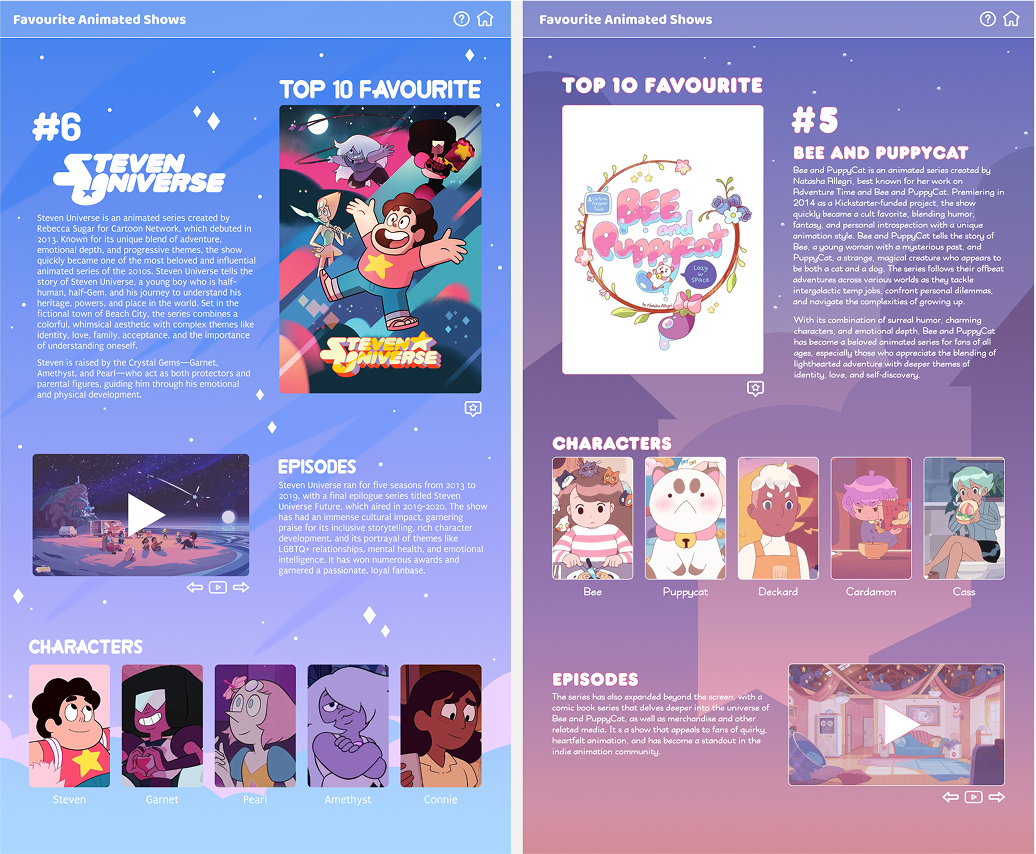 Favourite Animated Shows
?
TOP 10 FAVOURITE
#6
STEVEN
UNIVERSE
Steven Universe is an animated series created by
Rebecca Sugar for Cartoon Network, which debuted in
2013. Known for its unique blend of adventure,
emotional depth, and progressive themes, the show
quickly became one of the most beloved and influential
animated series of the 2010s. Steven Universe tells the
story of Steven Universe, a young boy who is half-
human, half-Gem, and his journey to understand his
heritage, powers, and place in the world. Set in the
fictional town of Beach City, the series combines a
colorful, whimsical aesthetic with complex themes like
identity, love, family, acceptance, and the importance
of understanding oneself.
Steven is raised by the Crystal Gems—Garnet,
Amethyst, and Pearl—who act as both protectors and
parental figures, guiding him through his emotional
and physical development.
STEVEN
UNIVERSE
EPISODES
Steven Universe ran for five seasons from 2013 to
2019, with a final epilogue series titled Steven
Universe Future, which aired in 2019-2020. The show
has had an immense cultural impact, garnering
praise for its inclusive storytelling, rich character
development, and its portrayal of themes like
LGBTQ+ relationships, mental health, and emotional
intelligence. It has won numerous awards and
garnered a passionate, loyal fanbase.
CHARACTERS
Steven
Garnet
Pearl
Amethyst
Connie
Favourite Animated Shows
?
TOP 10 FAVOURITE
BEE
and
PuppyCat
Lazy
in
SPACE
by Natasha Allegri
#5
BEE AND PUPPYCAT
Bee and PuppyCat is an animated series created by
Natasha Allegri, best known for her work on
Adventure Time and Bee and PuppyCat. Premiering in
2014 as a Kickstarter-funded project, the show
quickly became a cult favorite, blending humor,
fantasy, and personal introspection with a unique
animation style. Bee and PuppyCat tells the story of
Bee, a young woman with a mysterious past, and
PuppyCat, a strange, magical creature who appears to
be both a cat and a dog. The series follows their offbeat
adventures across various worlds as they tackle
intergalactic temp jobs, confront personal dilemmas,
and navigate the complexities of growing up.
With its combination of surreal humor, charming
characters, and emotional depth, Bee and PuppyCat
has become a beloved animated series for fans of all
ages, especially those who appreciate the blending of
lighthearted adventure with deeper themes of
identity, love, and self-discovery.
CHARACTERS
Bee
Puppycat
Deckard
Cardamon
Cass
EPISODES
The series has also expanded beyond the screen, with a
comic book series that delves deeper into the universe of
Bee and PuppyCat, as well as merchandise and other
related media. It s a show that appeals to fans of quirky,
heartfelt animation, and has become a standout in the
indie animation community.